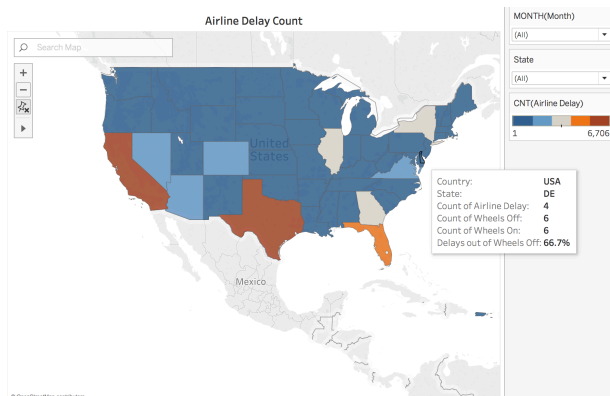 Airline Delay Count
Search Map
United
States
Mexico
Country: USA
State: DE
Count of Airline Delay: 4
Count of Wheels Off: 6
Count of Wheels On: 6
Delays out of Wheels Off: 66.7%
MONTH(Month)
(All)
State
(All)
CNT(Airline Delay)
1 6,706